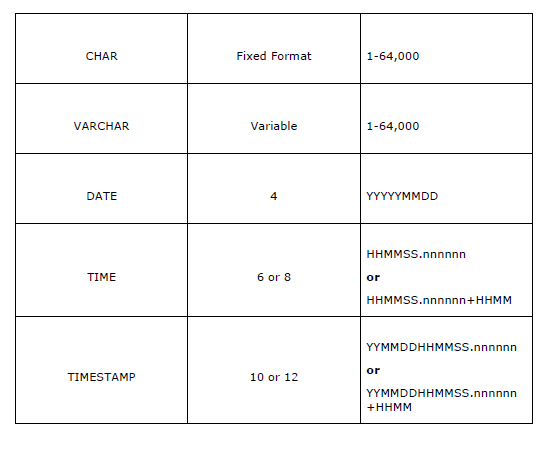 CHAR Fixed Format 1-64,000
VARCHAR Variable 1-64,000
DATE 4 YYYYYMMDD
TIME 6 or 8 HHMMSS.nnnnnn
or
HHMMSS.nnnnnn+HHMM
TIMESTAMP 10 or 12 YYMMDDHHMMSS.nnnnnn
or
YYMMDDHHMMSS.nnnnnn
+HHMM